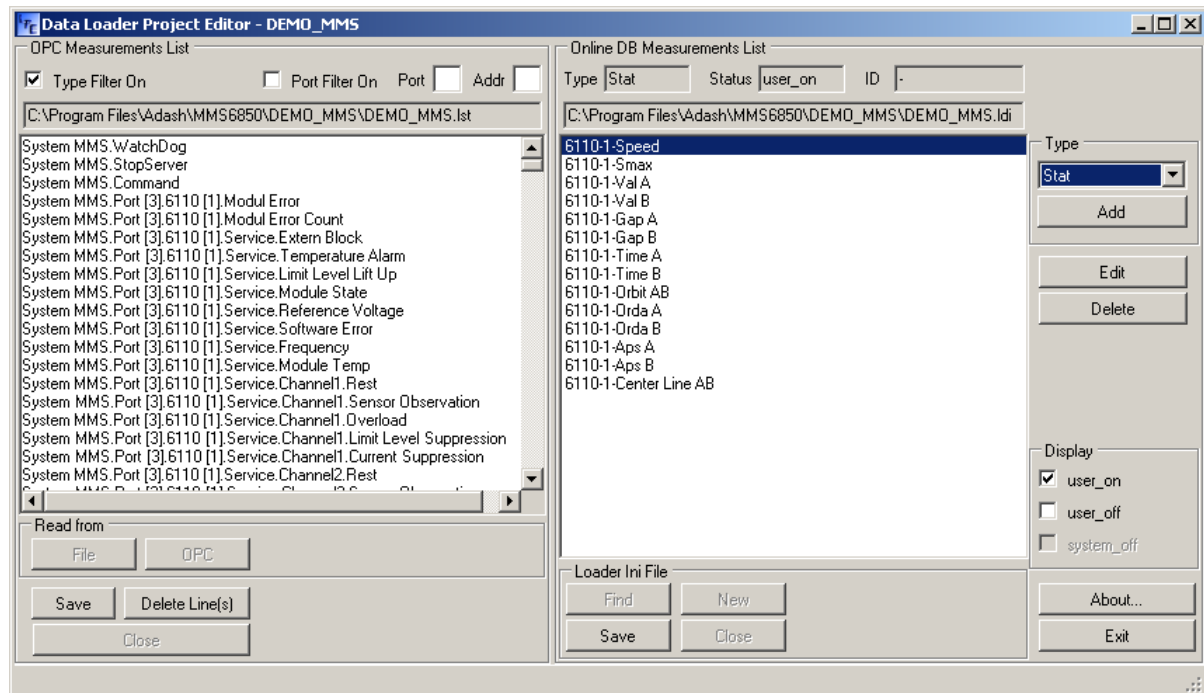 Data Loader Project Editor - DEMO_MMS
OPC Measurements List
Type Filter On
Port Filter On
Port
Addr
C:\Program Files\Adash\MMS6850\DEMO_MMS\DEMO_MMS.lst
System MMS.WatchDog
System MMS.StopServer
System MMS.Command
System MMS.Port [3].6110 [1].Modul Error
System MMS.Port [3].6110 [1].Modul Error Count
System MMS.Port [3].6110 [1].Service.Extern Block
System MMS.Port [3].6110 [1].Service.Temperature Alarm
System MMS.Port [3].6110 [1].Service.Limit Level Lift Up
System MMS.Port [3].6110 [1].Service.Module State
System MMS.Port [3].6110 [1].Service.Reference Voltage
System MMS.Port [3].6110 [1].Service.Software Error
System MMS.Port [3].6110 [1].Service.Frequency
System MMS.Port [3].6110 [1].Service.Module Temp
System MMS.Port [3].6110 [1].Service.Channel1.Rest
System MMS.Port [3].6110 [1].Service.Channel1.Sensor Observation
System MMS.Port [3].6110 [1].Service.Channel1.Overload
System MMS.Port [3].6110 [1].Service.Channel1.Limit Level Suppression
System MMS.Port [3].6110 [1].Service.Channel1.Current Suppression
System MMS.Port [3].6110 [1].Service.Channel2.Rest
Read from
File
OPC
Save
Delete Line(s)
Close
Online DB Measurements List
Type
Stat
Status
user_on
ID
-
C:\Program Files\Adash\MMS6850\DEMO_MMS\DEMO_MMS.ldi
6110-1-Speed
6110-1-Smax
6110-1-Val A
6110-1-Val B
6110-1-Gap A
6110-1-Gap B
6110-1-Time A
6110-1-Time B
6110-1-Orbit AB
6110-1-Orda A
6110-1-Orda B
6110-1-Aps A
6110-1-Aps B
6110-1-Center Line AB
Loader Ini File
Find
New
Save
Close
Type
Stat
Add
Edit
Delete
Display
user_on
user_off
system_off
About...
Exit